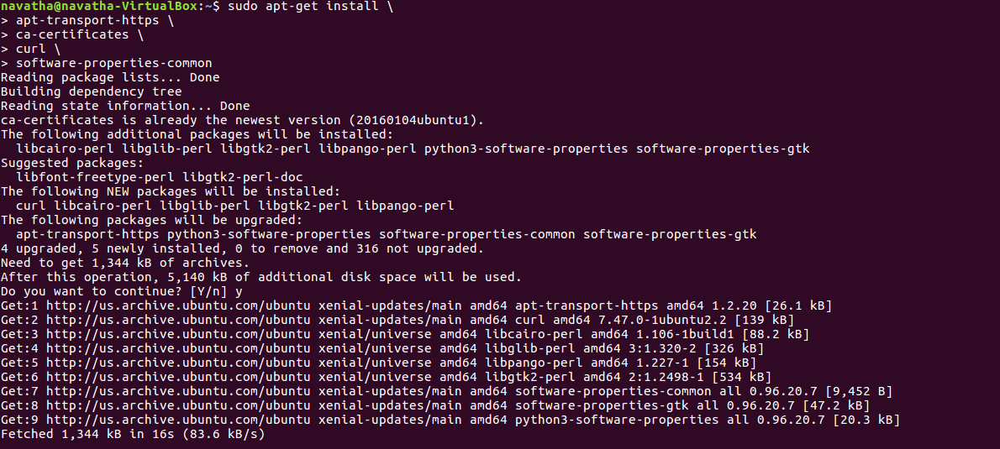 navatha@navatha-VirtualBox:~$ sudo apt-get install \
> apt-transport-https \
> ca-certificates \
> curl \
> software-properties-common
Reading package lists... Done
Building dependency tree
Reading state information... Done
ca-certificates is already the newest version (20160104ubuntu1).
The following additional packages will be installed:
  libcairo-perl libglib-perl libgtk2-perl libpango-perl python3-software-properties software-properties-gtk
Suggested packages:
  libfont-freetype-perl libgtk2-perl-doc
The following NEW packages will be installed:
  curl libcairo-perl libglib-perl libgtk2-perl libpango-perl
The following packages will be upgraded:
  apt-transport-https python3-software-properties software-properties-common software-properties-gtk
4 upgraded, 5 newly installed, 0 to remove and 316 not upgraded.
Need to get 1,344 kB of archives.
After this operation, 5,140 kB of additional disk space will be used.
Do you want to continue? [Y/n] y
Get:1 http://us.archive.ubuntu.com/ubuntu xenial-updates/main amd64 apt-transport-https amd64 1.2.20 [26.1 kB]
Get:2 http://us.archive.ubuntu.com/ubuntu xenial-updates/main amd64 curl amd64 7.47.0-1ubuntu2.2 [139 kB]
Get:3 http://us.archive.ubuntu.com/ubuntu xenial/universe amd64 libcairo-perl amd64 1.106-1build1 [88.2 kB]
Get:4 http://us.archive.ubuntu.com/ubuntu xenial/universe amd64 libglib-perl amd64 3:1.320-2 [326 kB]
Get:5 http://us.archive.ubuntu.com/ubuntu xenial/universe amd64 libpango-perl amd64 1.227-1 [154 kB]
Get:6 http://us.archive.ubuntu.com/ubuntu xenial/universe amd64 libgtk2-perl amd64 2:1.2498-1 [534 kB]
Get:7 http://us.archive.ubuntu.com/ubuntu xenial-updates/main amd64 software-properties-common all 0.96.20.7 [9,452 B]
Get:8 http://us.archive.ubuntu.com/ubuntu xenial-updates/main amd64 software-properties-gtk all 0.96.20.7 [47.2 kB]
Get:9 http://us.archive.ubuntu.com/ubuntu xenial-updates/main amd64 python3-software-properties all 0.96.20.7 [20.3 kB]
Fetched 1,344 kB in 16s (83.6 kB/s)